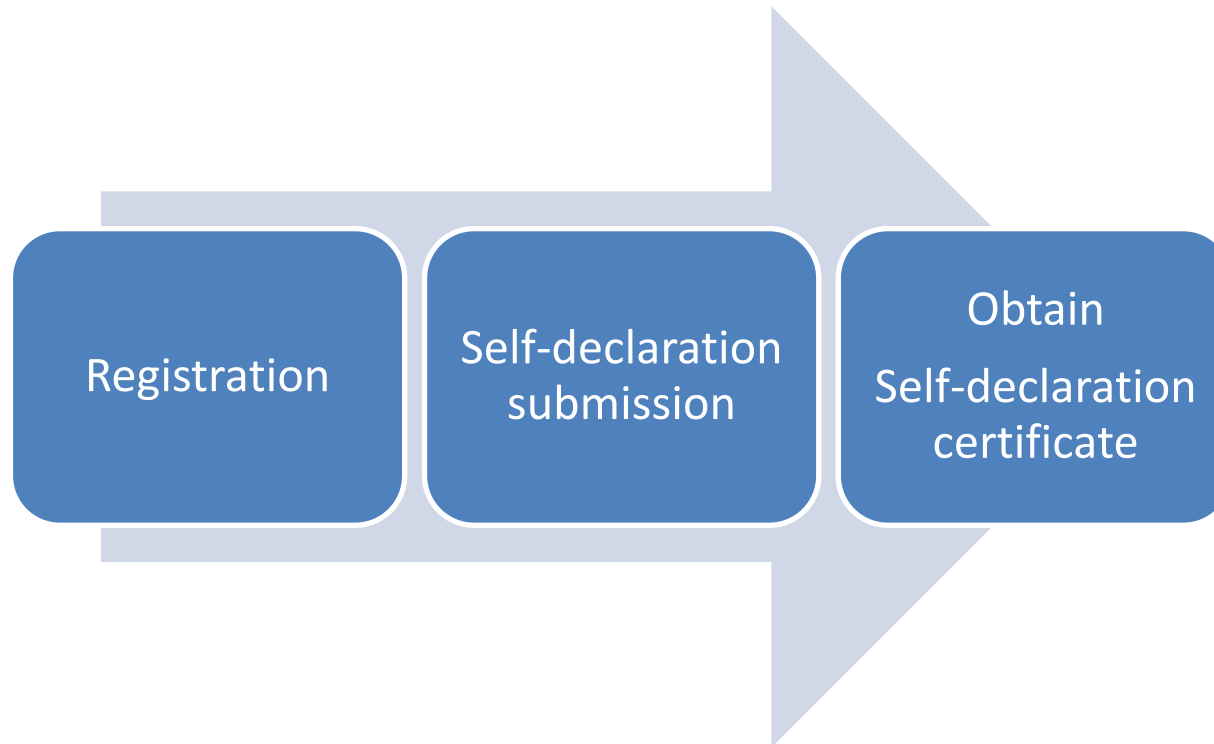 Registration
Self-declaration
submission
Obtain
Self-declaration
certificate